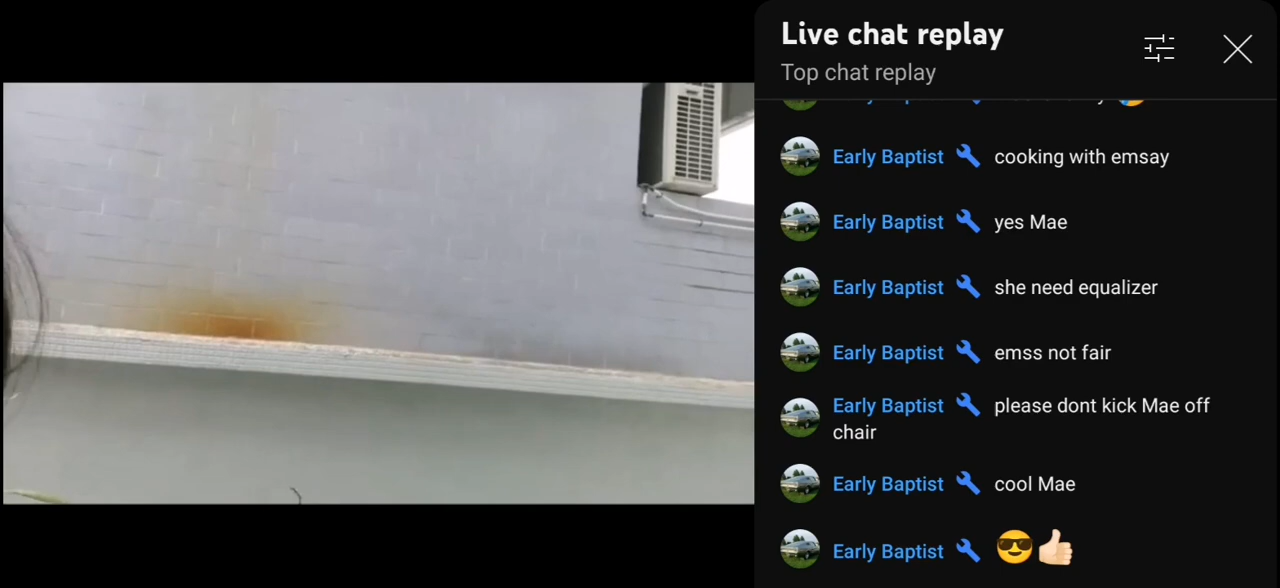 Live chat replay
Top chat replay
Early Baptist cooking with emsay
Early Baptist yes Mae
Early Baptist she need equalizer
Early Baptist emss not fair
Early Baptist please dont kick Mae off
chair
Early Baptist cool Mae
Early Baptist 😎👍🏻